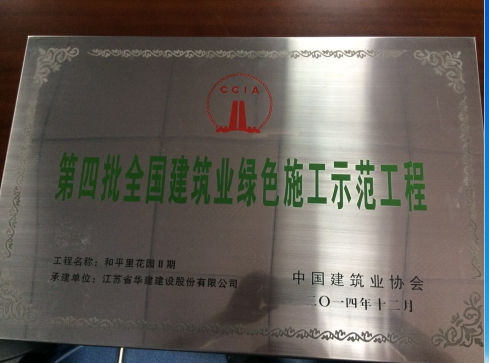 CCIA
第四批全国建筑业绿色施工示范工程
工程名称：和平里花园II期
承建单位：江苏省华建建设股份有限公司
中国建筑业协会
二〇一四年十二月